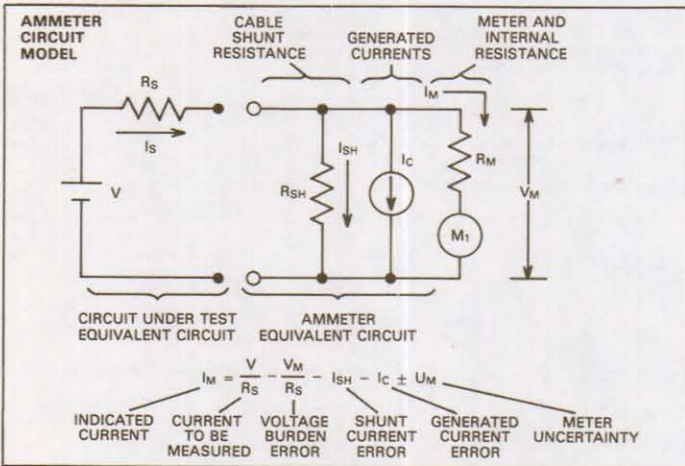 AMMETER
CIRCUIT
MODEL
CABLE
SHUNT
RESISTANCE
GENERATED
CURRENTS
METER AND
INTERNAL
RESISTANCE
RS
IS
V
RSH
ISH
IC
IM
RM
M1
VM
CIRCUIT UNDER TEST
EQUIVALENT CIRCUIT
AMMETER
EQUIVALENT CIRCUIT
IM = V/RS - VM/RS - ISH - IC ± UM
INDICATED
CURRENT
CURRENT
TO BE
MEASURED
VOLTAGE
BURDEN
ERROR
SHUNT
CURRENT
ERROR
GENERATED
CURRENT
ERROR
METER
UNCERTAINTY